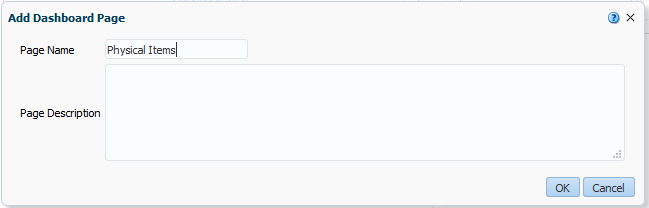 Add Dashboard Page
Page Name Physical Items
Page Description
OK Cancel